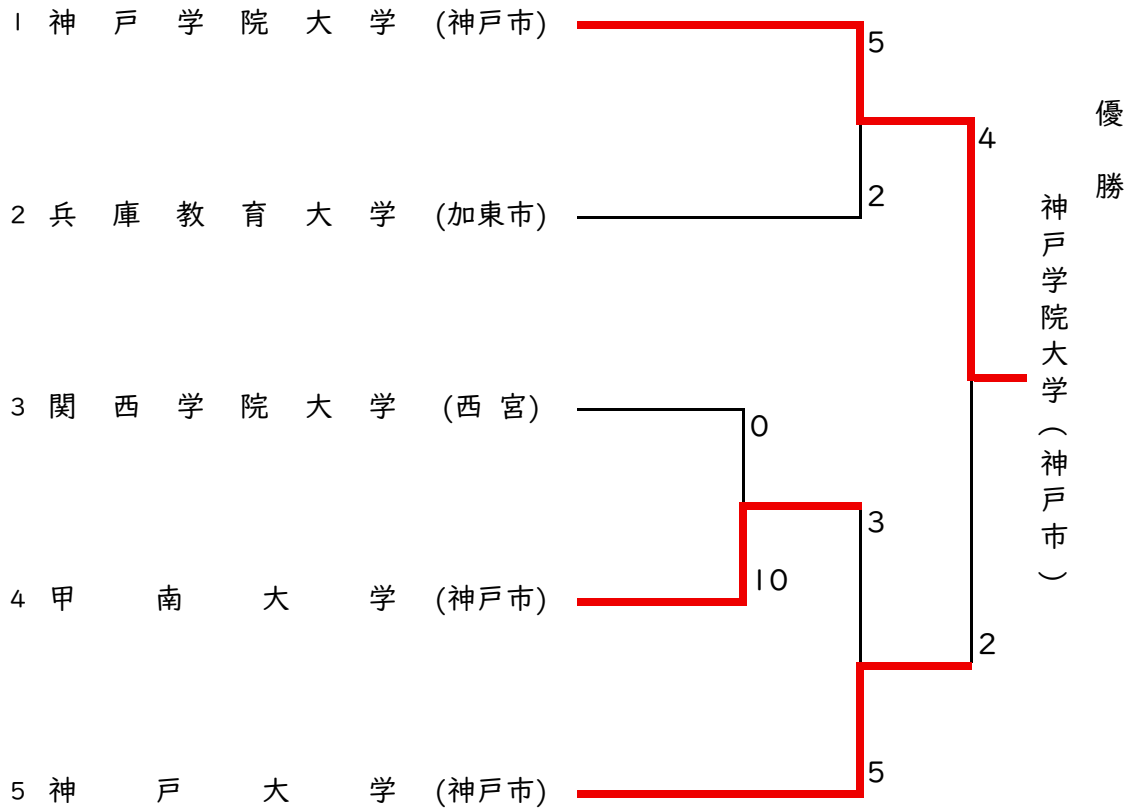 1 神戸学院大学 (神戸市)
5
4
2 兵庫教育大学 (加東市)
2
3 関西学院大学 (西宮)
0
3
4 甲南大学 (神戸市)
10
2
5 神戸大学 (神戸市)
5
優勝
神戸学院大学(神戸市)